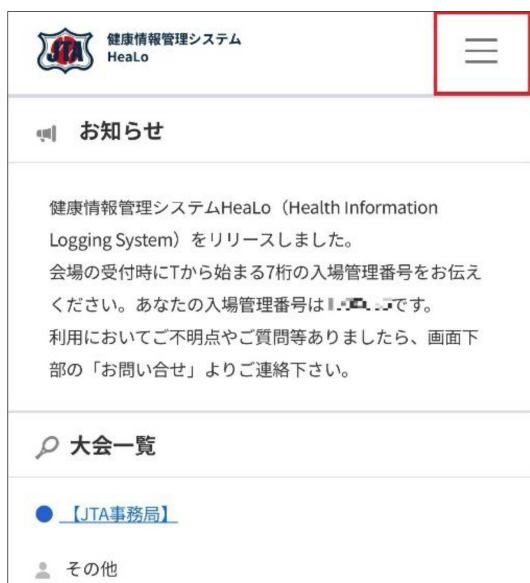 JTA
健康情報管理システム
HeaLo
お知らせ
健康情報管理システムHeaLo（Health Information
Logging System）をリリースしました。
会場の受付時にTから始まる7桁の入場管理番号をお伝え
ください。あなたの入場管理番号はです。
利用においてご不明点やご質問等ありましたら、画面下
部の「お問い合せ」よりご連絡下さい。
大会一覧
【JTA事務局】
その他